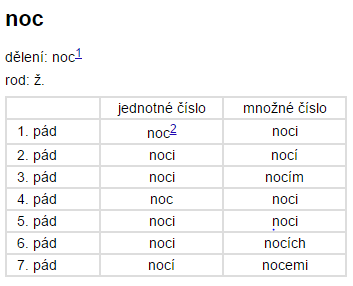 noc
dělení: noc1
rod: ž.
jednotné číslo množné číslo
1. pád noc2 noci
2. pád noci nocí
3. pád noci nocím
4. pád noc noci
5. pád noci noci
6. pád noci nocích
7. pád nocí nocemi